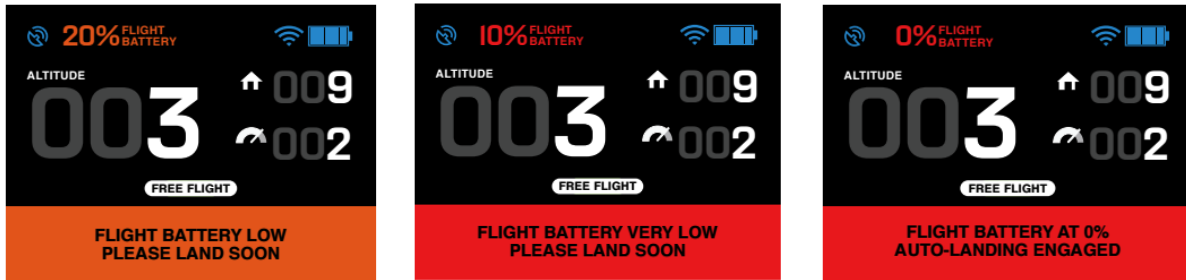 20% FLIGHT BATTERY
ALTITUDE
003
009
002
FREE FLIGHT
FLIGHT BATTERY LOW
PLEASE LAND SOON
10% FLIGHT BATTERY
ALTITUDE
003
009
002
FREE FLIGHT
FLIGHT BATTERY VERY LOW
PLEASE LAND SOON
0% FLIGHT BATTERY
ALTITUDE
003
009
002
FREE FLIGHT
FLIGHT BATTERY AT 0%
AUTO-LANDING ENGAGED